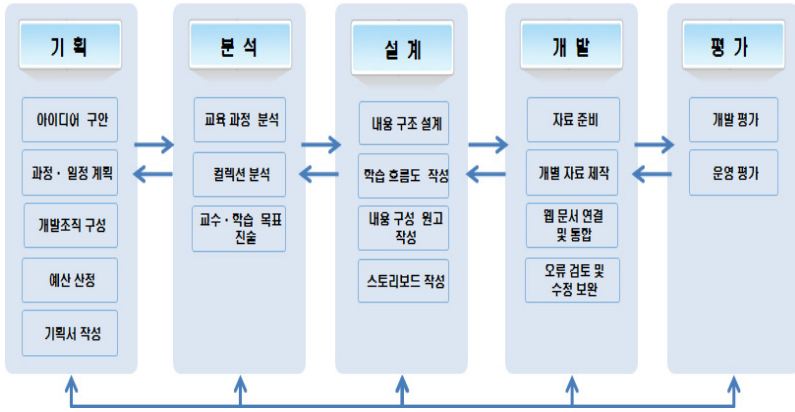 기 획
아이디어 구안
과정· 일정 계획
개발조직 구성
예산 산정
기획서 작성
분 석
교육 과정 분석
컬렉션 분석
교수·학습 목표
진술
설 계
내용 구조 설계
학습 흐름도 작성
내용 구성 원고
작성
스토리보드 작성
개 발
자료 준비
개별 자료 제작
웹 문서 연결
및 통합
오류 검토 및
수정 보완
평 가
개발 평가
운영 평가